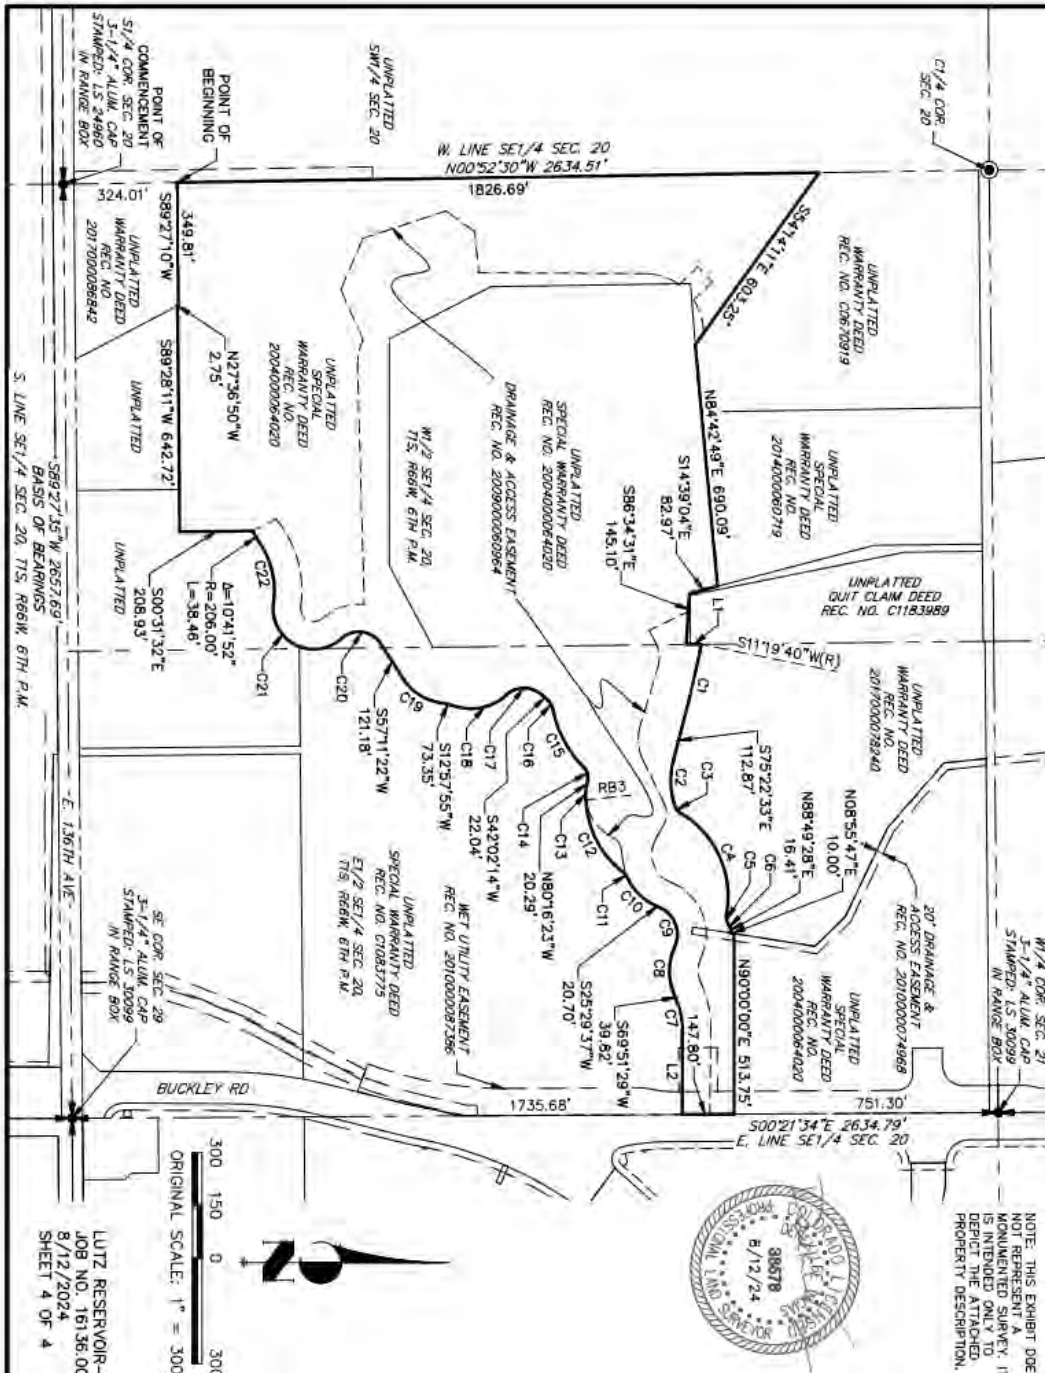 C1/4 COR.
SEC. 20
W1/4 COR. SEC. 21
3-1/4" ALUM. CAP
STAMPED: LS 30099
IN RANGE BOX
NOTE: THIS EXHIBIT DOE
NOT REPRESENT A
MONUMENTED SURVEY. I
IS INTENDED ONLY TO
DEPICT THE ATTACHED
PROPERTY DESCRIPTION.
UNPLATTED
WARRANTY DEED
REC. NO. C0670919
UNPLATTED
SPECIAL
WARRANTY DEED
REC. NO.
2014000060719
UNPLATTED
QUIT CLAIM DEED
REC. NO. C1183989
UNPLATTED
WARRANTY DEED
REC. NO.
2017000078240
20' DRAINAGE &
ACCESS EASEMENT
REC. NO. 2010000074968
UNPLATTED
SPECIAL
WARRANTY DEED
REC. NO.
2004000064020
751.30'
S00°21'34"E 2634.79'
E. LINE SE1/4 SEC. 20
S54°14'11"E 603.25'
N84°42'49"E 690.09'
S14°39'04"E
82.97'
S86°34'31"E
145.10'
L1
S11°19'40"W(R)
C1
S75°22'33"E
112.87'
C2
C3
C4
C5
C6
N88°49'28"E
16.41'
N08°55'47"E
10.00'
N90°00'00"E 513.75'
147.80'
L2
C7
C8
C9
S69°51'29"W
39.82'
S25°29'37"W
20.70'
C10
C11
C12
RB3
C13
N80°16'23"W
20.29'
C14
C15
S42°02'14"W
22.04'
C16
C17
C18
S12°57'55"W
73.35'
C19
S57°11'22"W
121.18'
C20
C21
C22
Δ=10°41'52"
R=206.00'
L=38.46'
S00°31'32"E
208.93'
W. LINE SE1/4 SEC. 20
N00°52'30"W 2634.51'
1826.69'
UNPLATTED
SW1/4 SEC. 20
UNPLATTED
SPECIAL WARRANTY DEED
REC. NO. 2004000064020
DRAINAGE & ACCESS EASEMENT
REC. NO. 2009000060964
W1/2 SE1/4 SEC. 20,
T1S, R66W, 6TH P.M.
UNPLATTED
SPECIAL
WARRANTY DEED
REC. NO.
2004000064020
WET UTILITY EASEMENT
REC. NO. 2010000087386
UNPLATTED
SPECIAL WARRANTY DEED
REC. NO. C1083775
E1/2 SE1/4 SEC. 20,
T1S, R66W, 6TH P.M.
1735.68'
POINT OF
BEGINNING
POINT OF
COMMENCEMENT
S1/4 COR. SEC. 20
3-1/4" ALUM. CAP
STAMPED: LS 24960
IN RANGE BOX
324.01'
349.81'
S89°27'10"W
N27°36'50"W
2.75'
S89°28'11"W 642.72'
UNPLATTED
WARRANTY DEED
REC. NO.
2017000086842
UNPLATTED
UNPLATTED
S89°27'35"W 2657.69'
BASIS OF BEARINGS
S. LINE SE1/4 SEC. 20, T1S, R66W, 6TH P.M.
E. 136TH AVE
BUCKLEY RD
SE COR. SEC. 29
3-1/4" ALUM. CAP
STAMPED: LS 30099
IN RANGE BOX
COLORADO LICENSED
38578
8/12/24
PROFESSIONAL LAND SURVEYOR
300 150 0 300
ORIGINAL SCALE: 1" = 300
LUTZ RESERVOIR-
JOB NO. 16136.00
8/12/2024
SHEET 4 OF 4